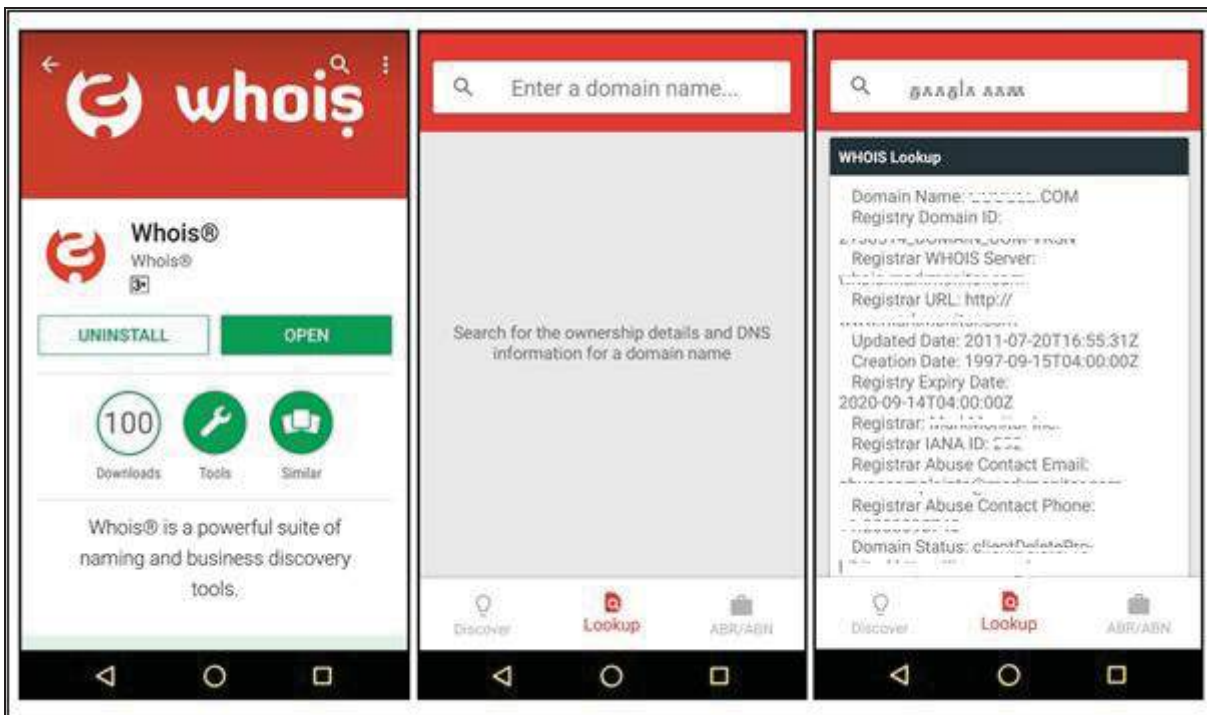 whois
Whois®
Whois®
3+
UNINSTALL
OPEN
100
Downloads
Tools
Similar
Whois® is a powerful suite of
naming and business discovery
tools.
Enter a domain name...
Search for the ownership details and DNS
information for a domain name
Discover
Lookup
ABR/ABN
WHOIS Lookup
Domain Name: .COM
Registry Domain ID:
Registrar WHOIS Server:
Registrar URL: http://
Updated Date: 2011-07-20T16:55:31Z
Creation Date: 1997-09-15T04:00:00Z
Registry Expiry Date:
2020-09-14T04:00:00Z
Registrar:
Registrar IANA ID:
Registrar Abuse Contact Email:
Registrar Abuse Contact Phone:
Domain Status:
Discover
Lookup
ABR/ABN